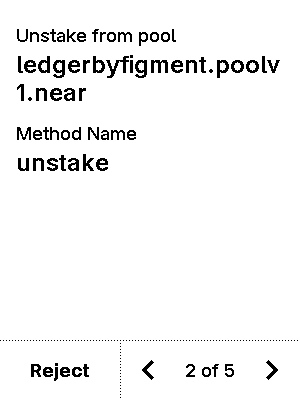 Unstake from pool
ledgerbyfigment.poolv
1.near
Method Name
unstake
Reject
2 of 5